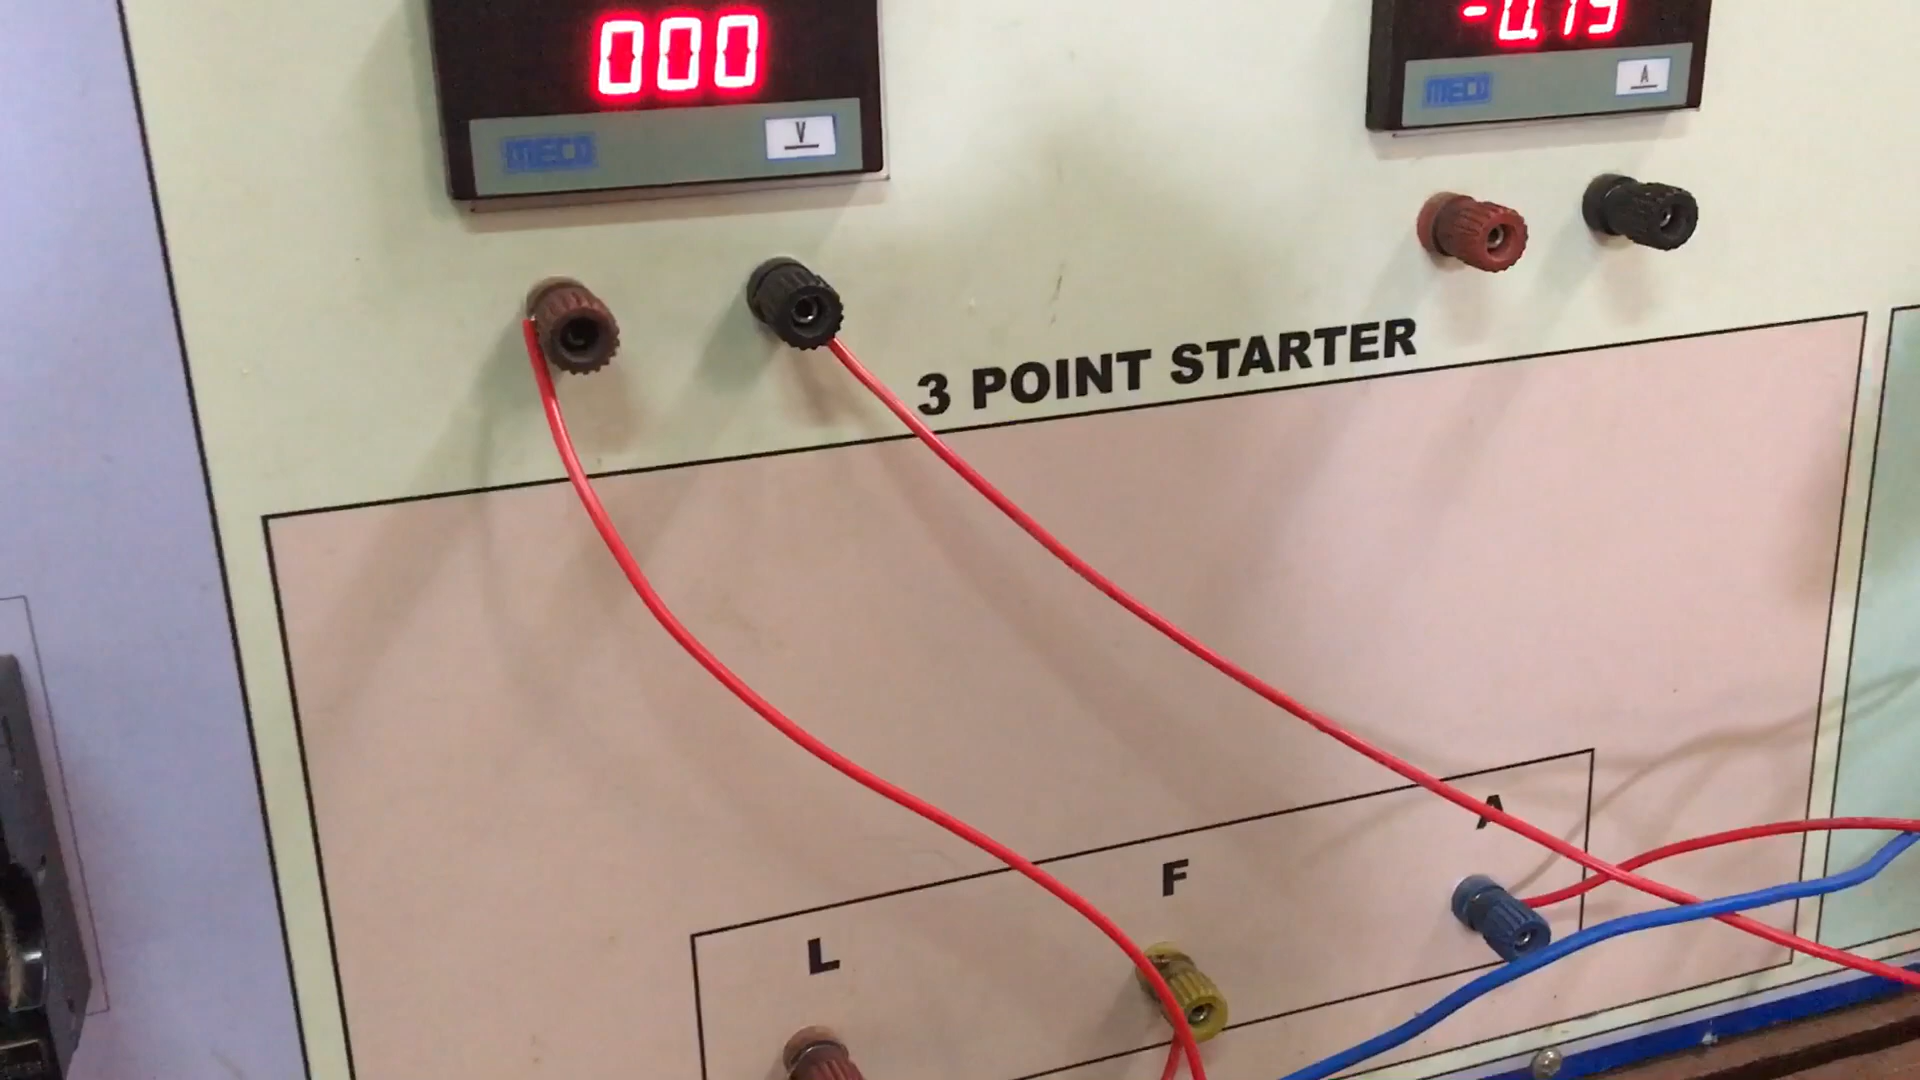 000
-0.19
MECO
V
MECO
A
3 POINT STARTER
A
F
L